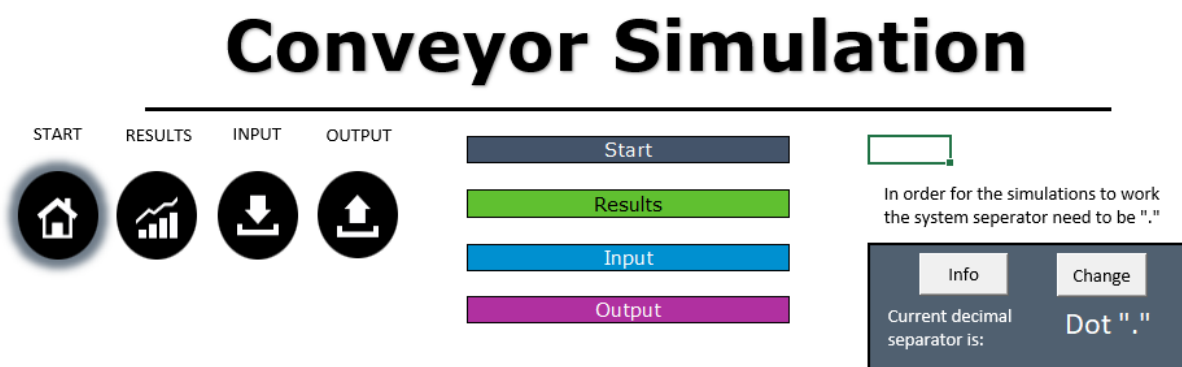 Conveyor Simulation
START
RESULTS
INPUT
OUTPUT
Start
Results
Input
Output
In order for the simulations to work
the system seperator need to be "."
Info
Change
Current decimal
separator is:
Dot "."